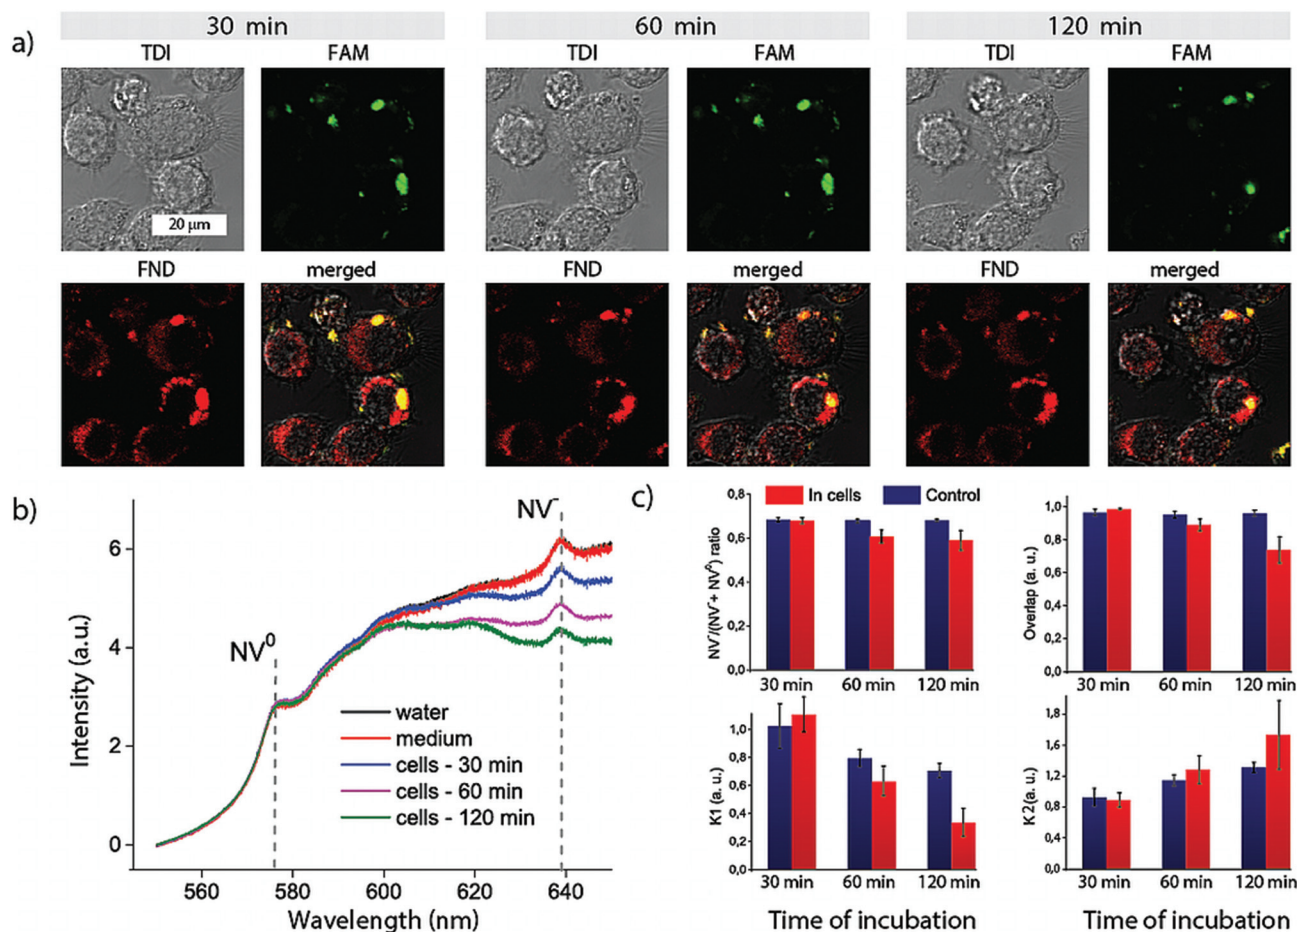 a)
30 min
60 min
120 min
TDI
FAM
TDI
FAM
TDI
FAM
20 µm
FND
merged
FND
merged
FND
merged
b)
NV⁰
NV⁻
Intensity (a.u.)
6
4
2
0
water
medium
cells - 30 min
cells - 60 min
cells - 120 min
560
580
600
620
640
Wavelength (nm)
c)
In cells
Control
NV⁻/(NV⁻+ NV⁰) ratio
0,8
0,6
0,4
0,2
0,0
30 min
60 min
120 min
Overlap (a. u.)
1,0
0,8
0,6
0,4
0,2
0,0
30 min
60 min
120 min
K1 (a. u.)
1,0
0,8
0,6
0,4
0,2
0,0
30 min
60 min
120 min
Time of incubation
K2 (a. u.)
1,8
1,6
1,2
0,8
0,4
0,0
30 min
60 min
120 min
Time of incubation